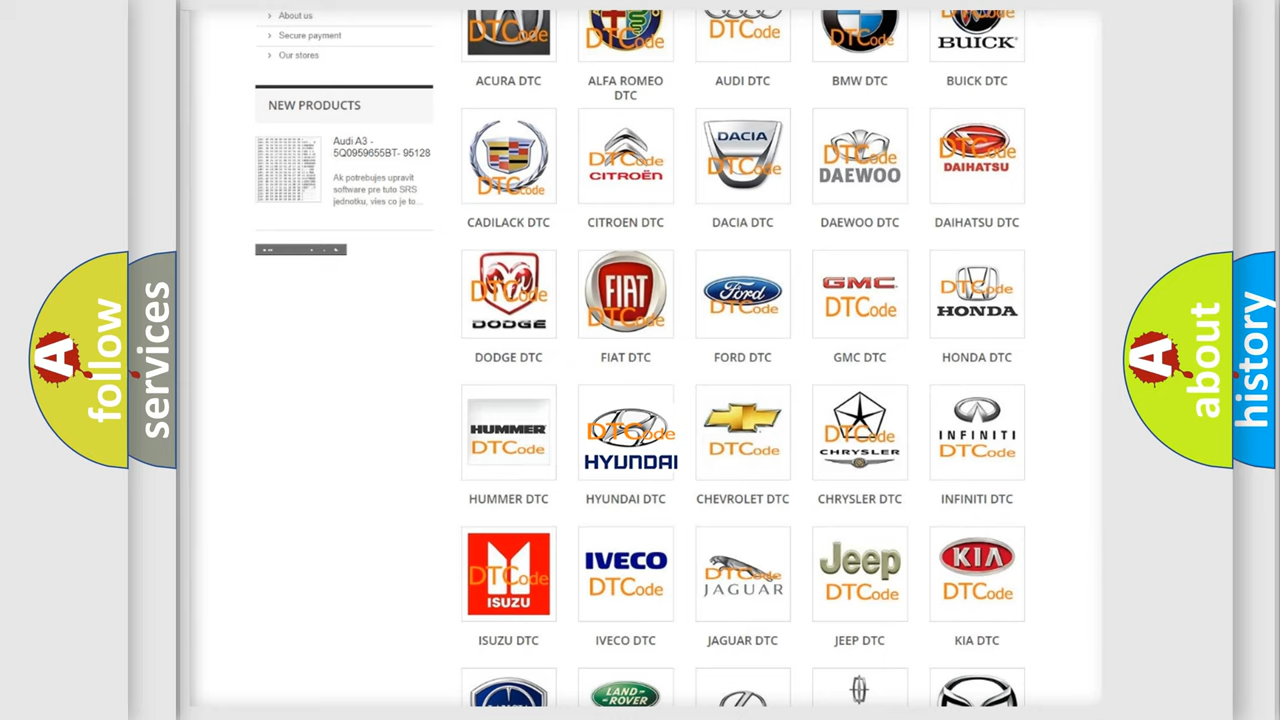 About us
Secure payment
Our stores
NEW PRODUCTS
Audi A3 -
5Q0959655BT- 95128
Ak potrebujes upravit
software pre tuto SRS
jednotku, vies co je to...
DTCode
DTCode
DTCode
DTCode
BUICK
ACURA DTC
ALFA ROMEO
DTC
AUDI DTC
BMW DTC
BUICK DTC
DTCode
DTCode
CITROËN
DACIA
DTCode
DTCode
DAEWOO
DTCode
DAIHATSU
CADILACK DTC
CITROEN DTC
DACIA DTC
DAEWOO DTC
DAIHATSU DTC
DTCode
DODGE
FIAT
DTCode
Ford
DTCode
GMC
DTCode
DTCode
HONDA
DODGE DTC
FIAT DTC
FORD DTC
GMC DTC
HONDA DTC
HUMMER
DTCode
DTCode
HYUNDAI
DTCode
DTCode
CHRYSLER
INFINITI
DTCode
HUMMER DTC
HYUNDAI DTC
CHEVROLET DTC
CHRYSLER DTC
INFINITI DTC
DTCode
ISUZU
IVECO
DTCode
DTCode
JAGUAR
Jeep
DTCode
KIA
DTCode
ISUZU DTC
IVECO DTC
JAGUAR DTC
JEEP DTC
KIA DTC
LAND-
ROVER
A
follow
services
A
about
history